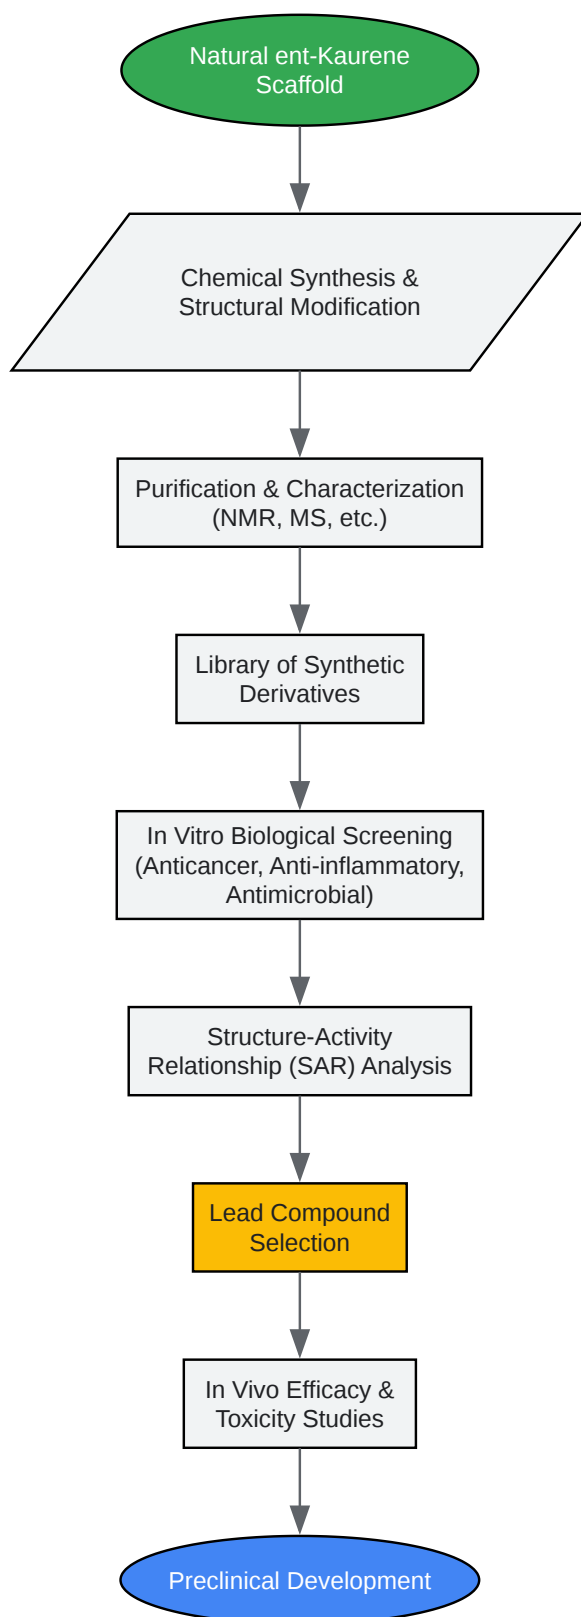 Natural ent-Kaurene
Scaffold
Chemical Synthesis &
Structural Modification
Purification & Characterization
(NMR, MS, etc.)
Library of Synthetic
Derivatives
In Vitro Biological Screening
(Anticancer, Anti-inflammatory,
Antimicrobial)
Structure-Activity
Relationship (SAR) Analysis
Lead Compound
Selection
In Vivo Efficacy &
Toxicity Studies
Preclinical Development